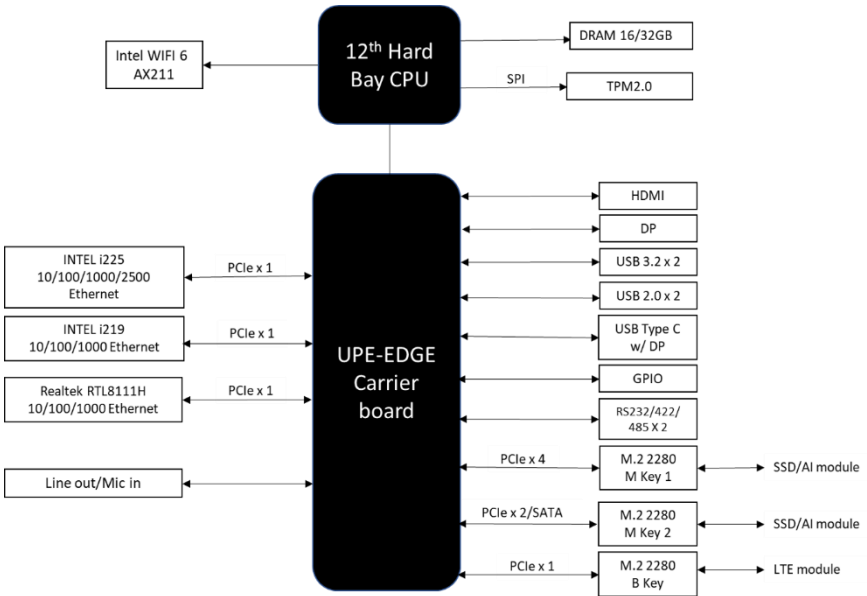 12th Hard
Bay CPU
Intel WIFI 6
AX211
DRAM 16/32GB
SPI
TPM2.0
UPE-EDGE
Carrier
board
INTEL i225
10/100/1000/2500
Ethernet
PCIe x 1
INTEL i219
10/100/1000 Ethernet
PCIe x 1
Realtek RTL8111H
10/100/1000 Ethernet
PCIe x 1
Line out/Mic in
HDMI
DP
USB 3.2 x 2
USB 2.0 x 2
USB Type C
w/ DP
GPIO
RS232/422/
485 X 2
PCIe x 4
M.2 2280
M Key 1
SSD/AI module
PCIe x 2/SATA
M.2 2280
M Key 2
SSD/AI module
PCIe x 1
M.2 2280
B Key
LTE module